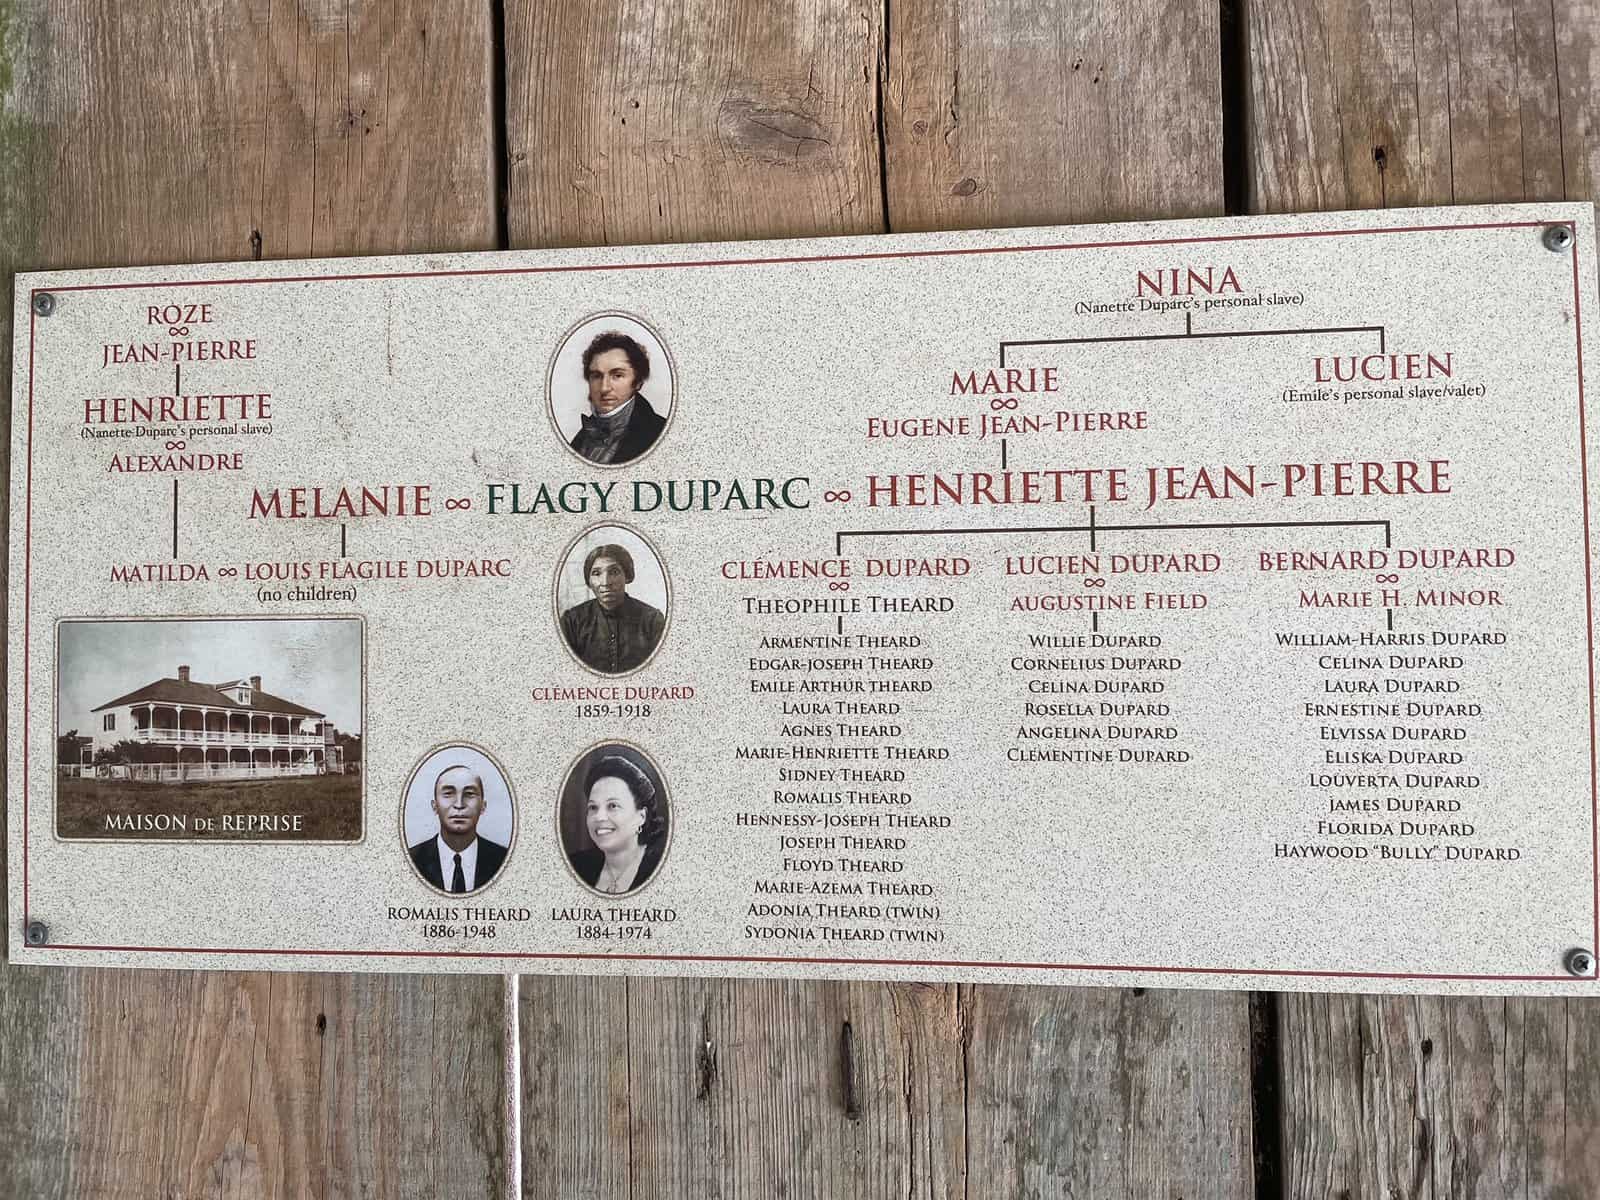 ROZE
∞
JEAN-PIERRE
HENRIETTE
(Nanette Duparc's personal slave)
∞
ALEXANDRE
NINA
(Nanette Duparc's personal slave)
MARIE
∞
EUGENE JEAN-PIERRE
LUCIEN
(Emile's personal slave/valet)
MELANIE ∞ FLAGY DUPARC ∞ HENRIETTE JEAN-PIERRE
MATILDA ∞ LOUIS FLAGILE DUPARC
(no children)
MAISON DE REPRISE
CLÉMENCE DUPARD
1859-1918
ROMALIS THEARD
1886-1948
LAURA THEARD
1884-1974
CLÉMENCE DUPARD
∞
THEOPHILE THEARD
ARMENTINE THEARD
EDGAR-JOSEPH THEARD
EMILE ARTHUR THEARD
LAURA THEARD
AGNES THEARD
MARIE-HENRIETTE THEARD
SIDNEY THEARD
ROMALIS THEARD
HENNESSY-JOSEPH THEARD
JOSEPH THEARD
FLOYD THEARD
MARIE-AZEMA THEARD
ADONIA THEARD (TWIN)
SYDONIA THEARD (TWIN)
LUCIEN DUPARD
∞
AUGUSTINE FIELD
WILLIE DUPARD
CORNELIUS DUPARD
CELINA DUPARD
ROSELLA DUPARD
ANGELINA DUPARD
CLEMENTINE DUPARD
BERNARD DUPARD
∞
MARIE H. MINOR
WILLIAM-HARRIS DUPARD
CELINA DUPARD
LAURA DUPARD
ERNESTINE DUPARD
ELVISSA DUPARD
ELISKA DUPARD
LOUVERTA DUPARD
JAMES DUPARD
FLORIDA DUPARD
HAYWOOD "BULLY" DUPARD